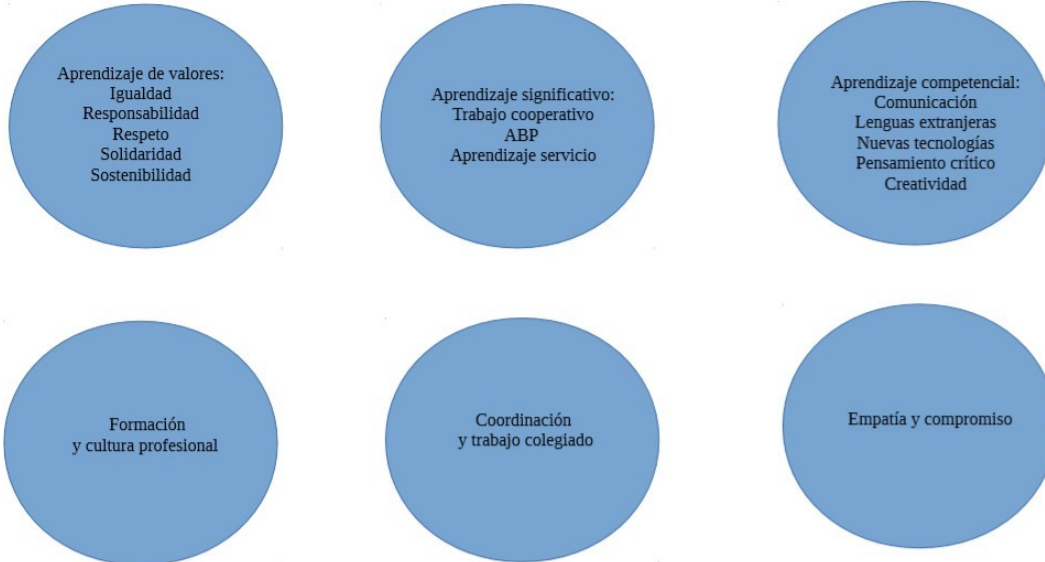 Aprendizaje de valores:
Igualdad
Responsabilidad
Respeto
Solidaridad
Sostenibilidad
Aprendizaje significativo:
Trabajo cooperativo
ABP
Aprendizaje servicio
Aprendizaje competencial:
Comunicación
Lenguas extranjeras
Nuevas tecnologías
Pensamiento crítico
Creatividad
Formación
y cultura profesional
Coordinación
y trabajo colegiado
Empatía y compromiso